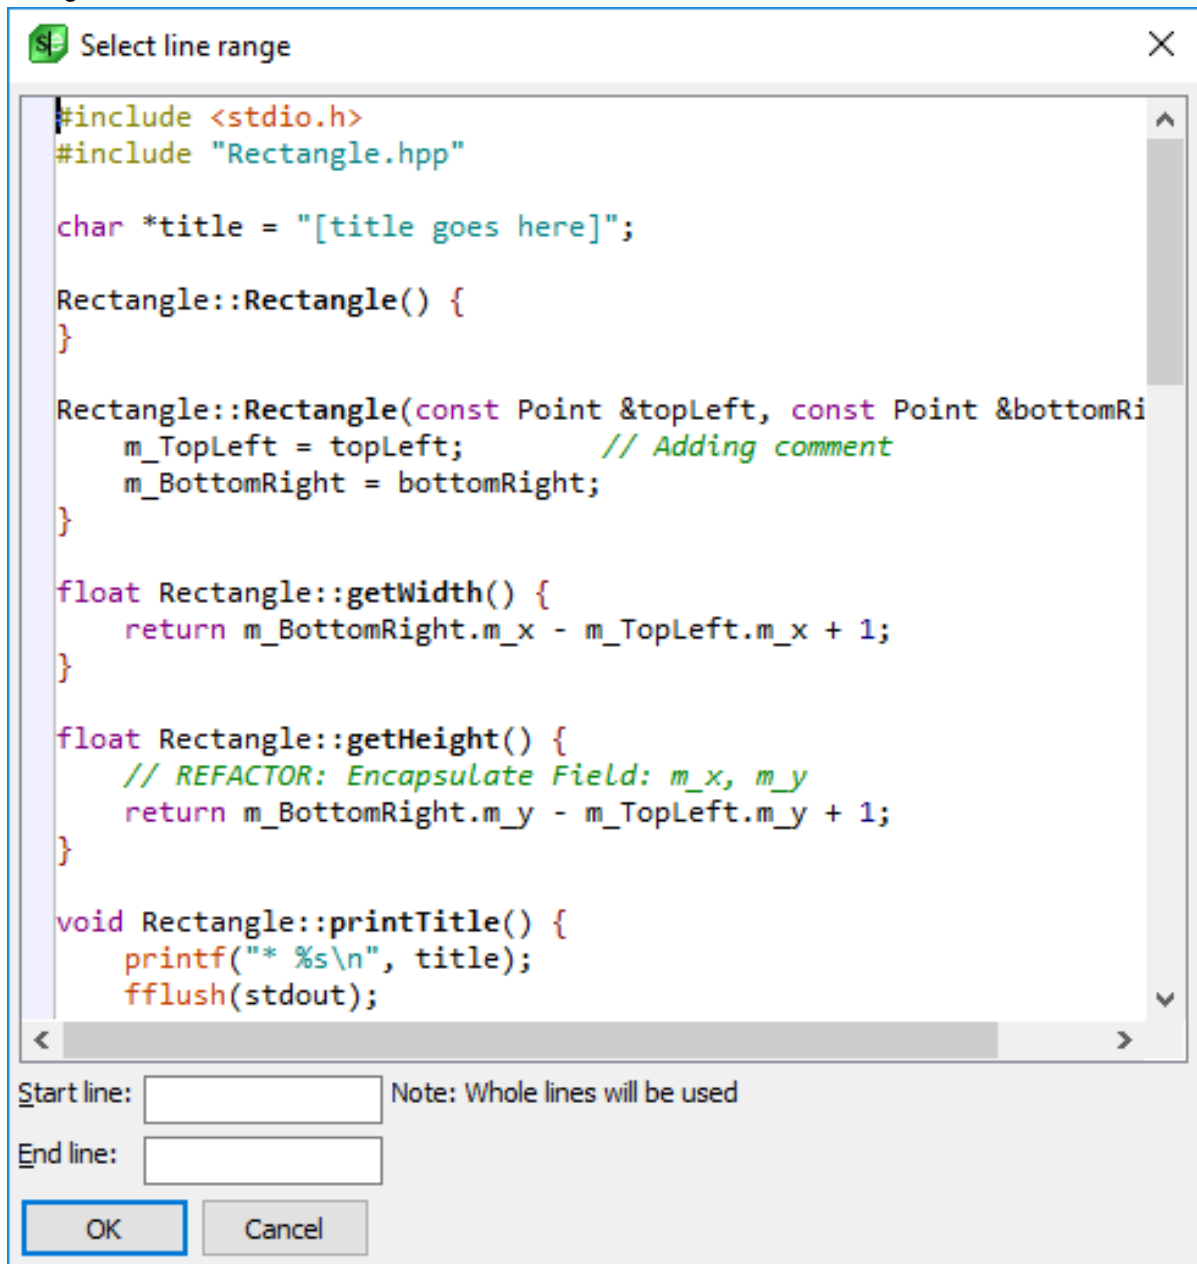 Select line range
#include <stdio.h>
#include "Rectangle.hpp"
char *title = "[title goes here]";
Rectangle::Rectangle() {
}
Rectangle::Rectangle(const Point &topLeft, const Point &bottomRi
    m_TopLeft = topLeft;        // Adding comment
    m_BottomRight = bottomRight;
}
float Rectangle::getWidth() {
    return m_BottomRight.m_x - m_TopLeft.m_x + 1;
}
float Rectangle::getHeight() {
    // REFACTOR: Encapsulate Field: m_x, m_y
    return m_BottomRight.m_y - m_TopLeft.m_y + 1;
}
void Rectangle::printTitle() {
    printf("* %s\n", title);
    fflush(stdout);
Start line: Note: Whole lines will be used
End line:
OK Cancel